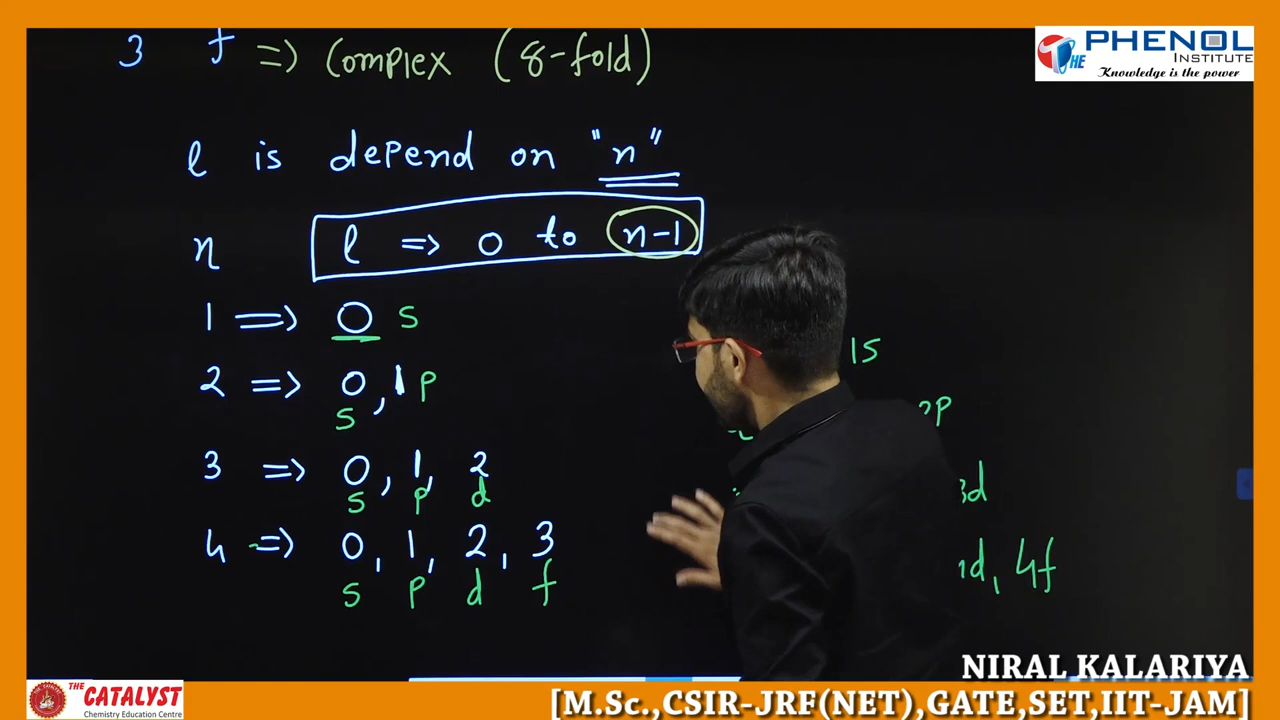 3 f => Complex (8-fold)
PHENOL
INSTITUTE
THE
Knowledge is the power
l is depend on "n"
n l => 0 to n-1
1 => 0 s
1s
2 => 0, 1 p
s
3 => 0, 1, 2
s p d
4 => 0, 1, 2, 3
s p d f
4f
THE CATALYST
Chemistry Education Centre
NIRAL KALARIYA
[M.Sc.,CSIR-JRF(NET),GATE,SET,IIT-JAM]